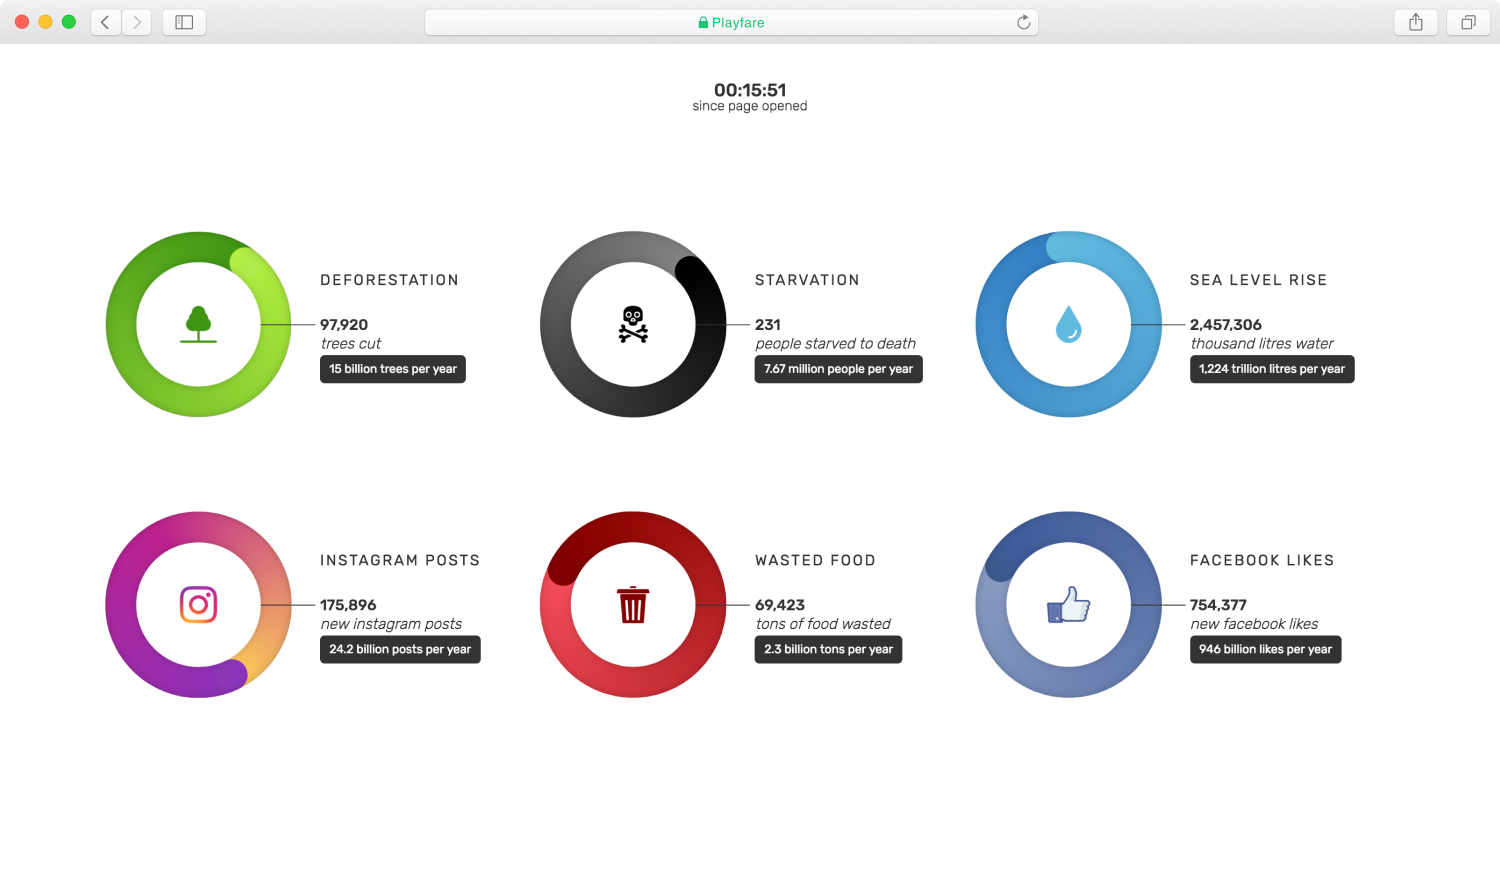 Playfare
00:15:51
since page opened
DEFORESTATION
97,920
trees cut
15 billion trees per year
STARVATION
231
people starved to death
7.67 million people per year
SEA LEVEL RISE
2,457,306
thousand litres water
1,224 trillion litres per year
INSTAGRAM POSTS
175,896
new instagram posts
24.2 billion posts per year
WASTED FOOD
69,423
tons of food wasted
2.3 billion tons per year
FACEBOOK LIKES
754,377
new facebook likes
946 billion likes per year